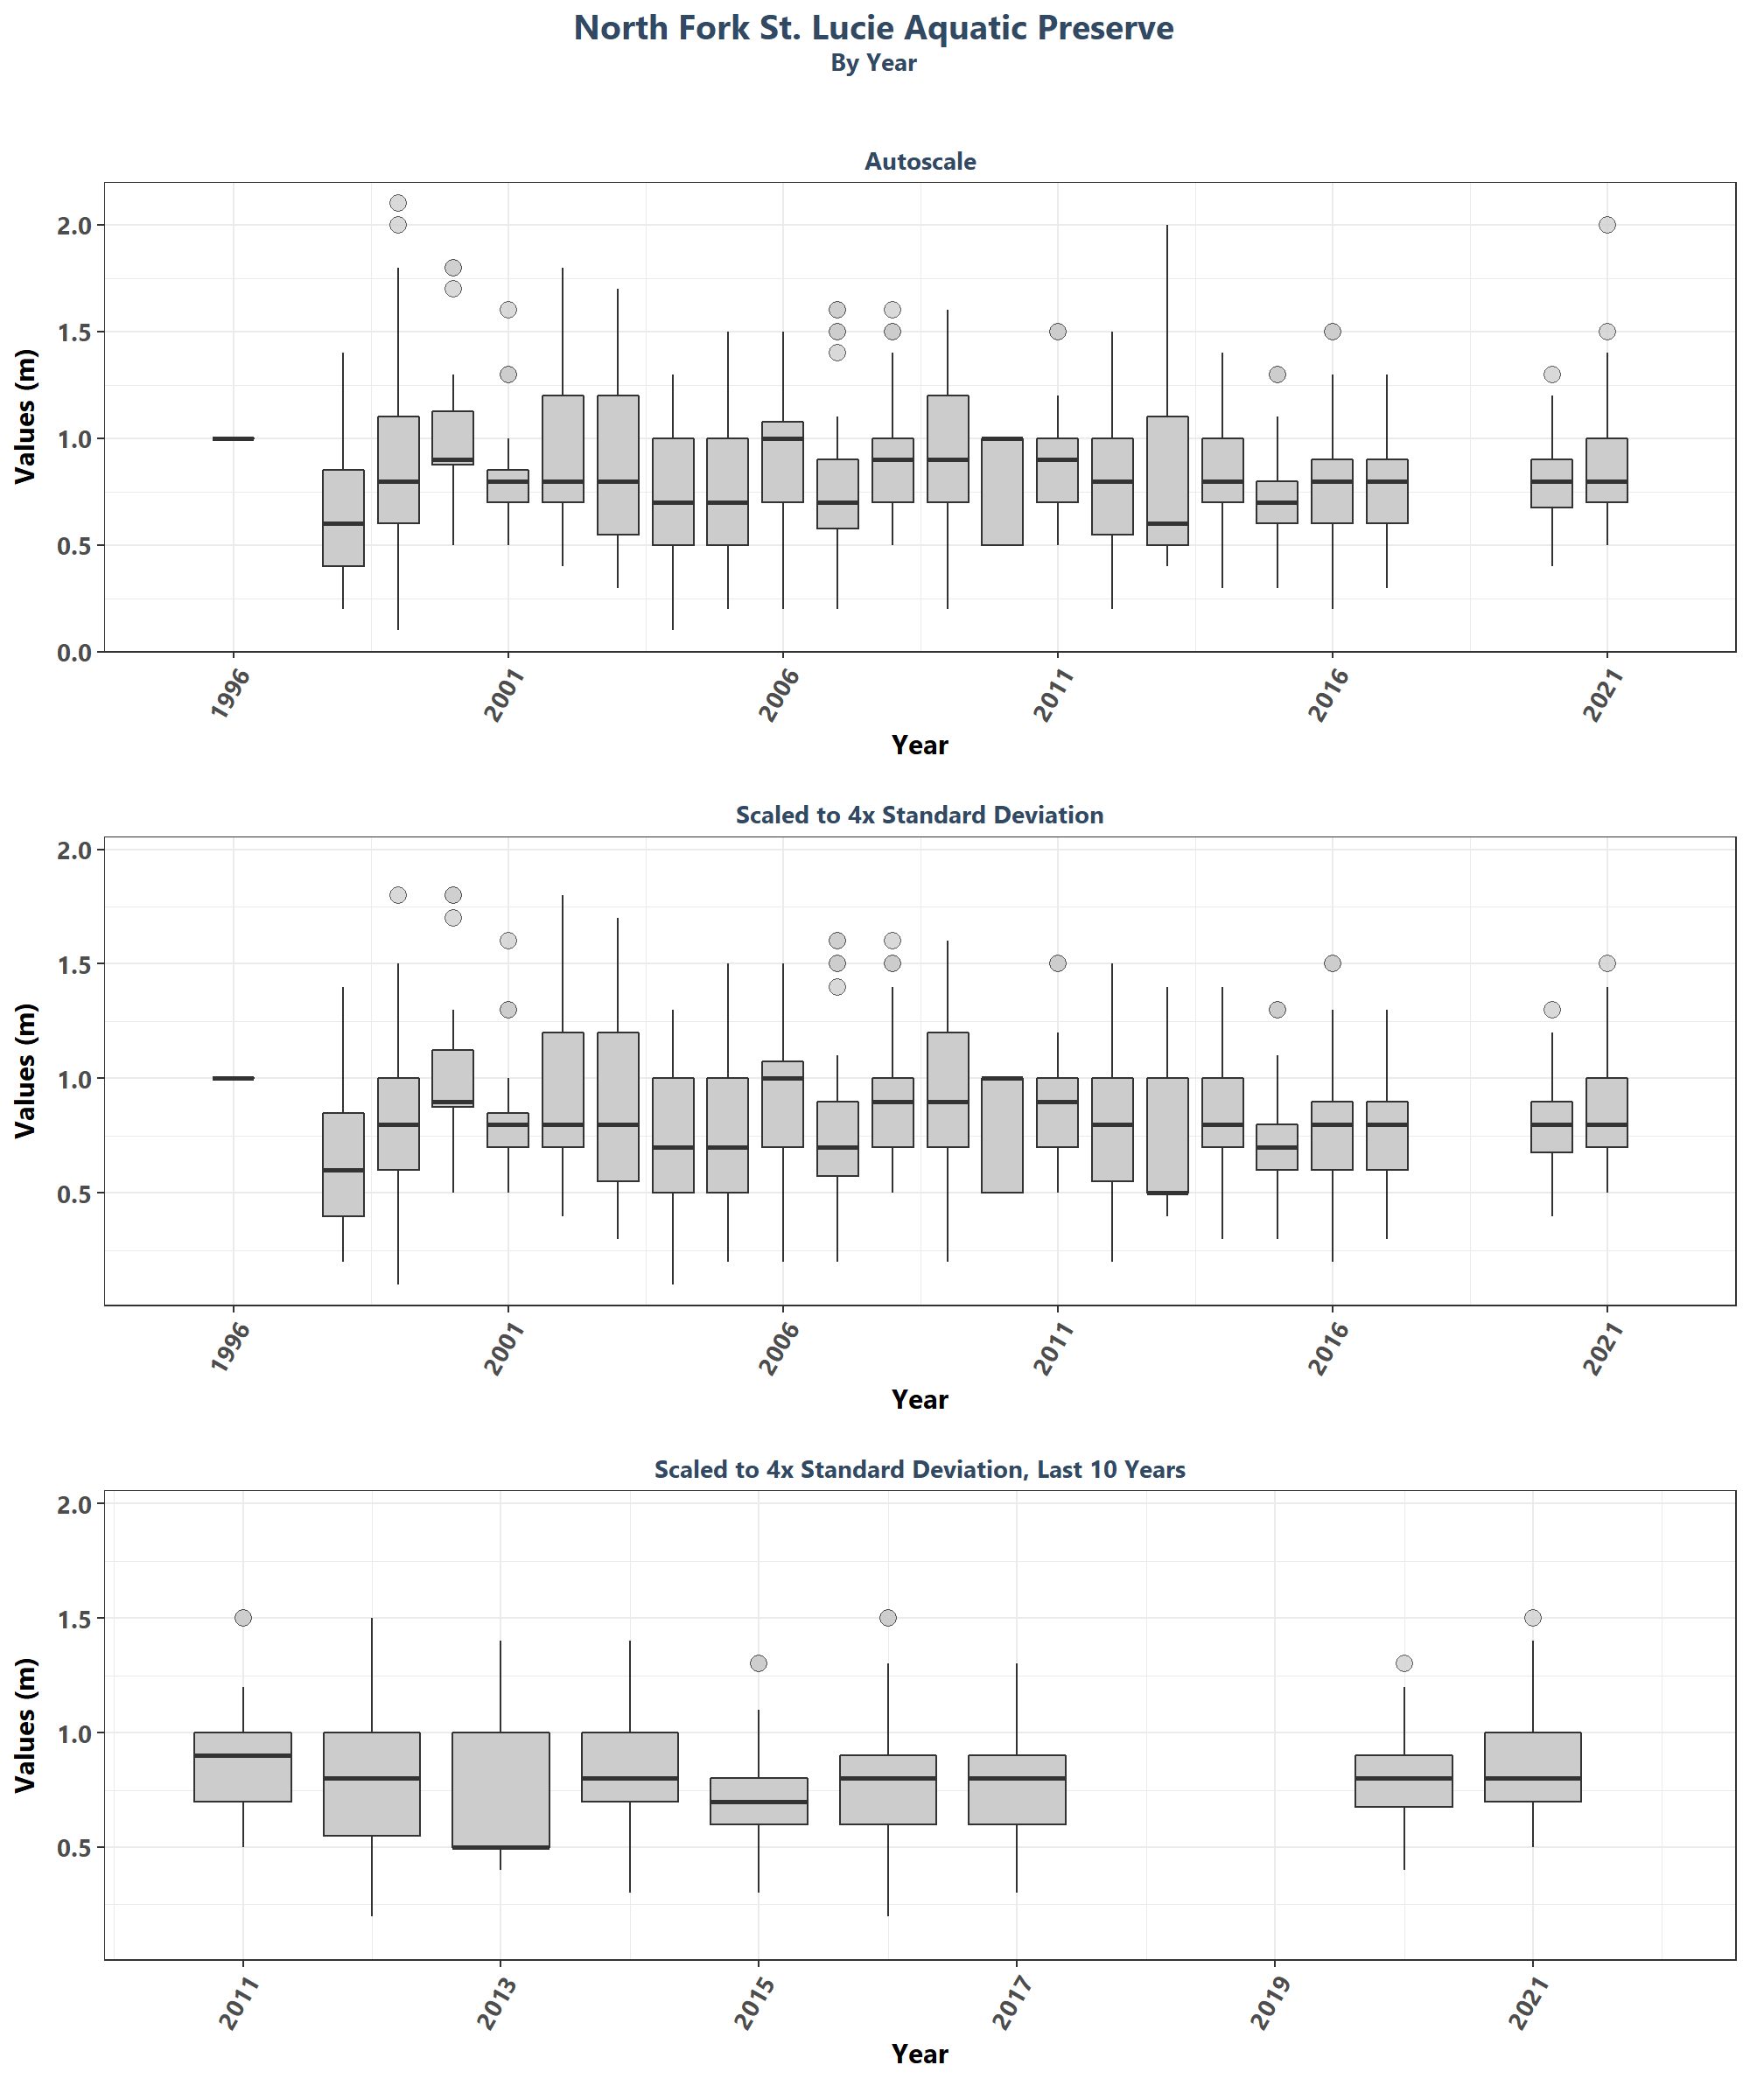 North Fork St. Lucie Aquatic Preserve
By Year
Autoscale
Values (m)
2.0
1.5
1.0
0.5
0.0
1996 2001 2006 2011 2016 2021
Year
Scaled to 4x Standard Deviation
Values (m)
2.0
1.5
1.0
0.5
1996 2001 2006 2011 2016 2021
Year
Scaled to 4x Standard Deviation, Last 10 Years
Values (m)
2.0
1.5
1.0
0.5
2011 2013 2015 2017 2019 2021
Year